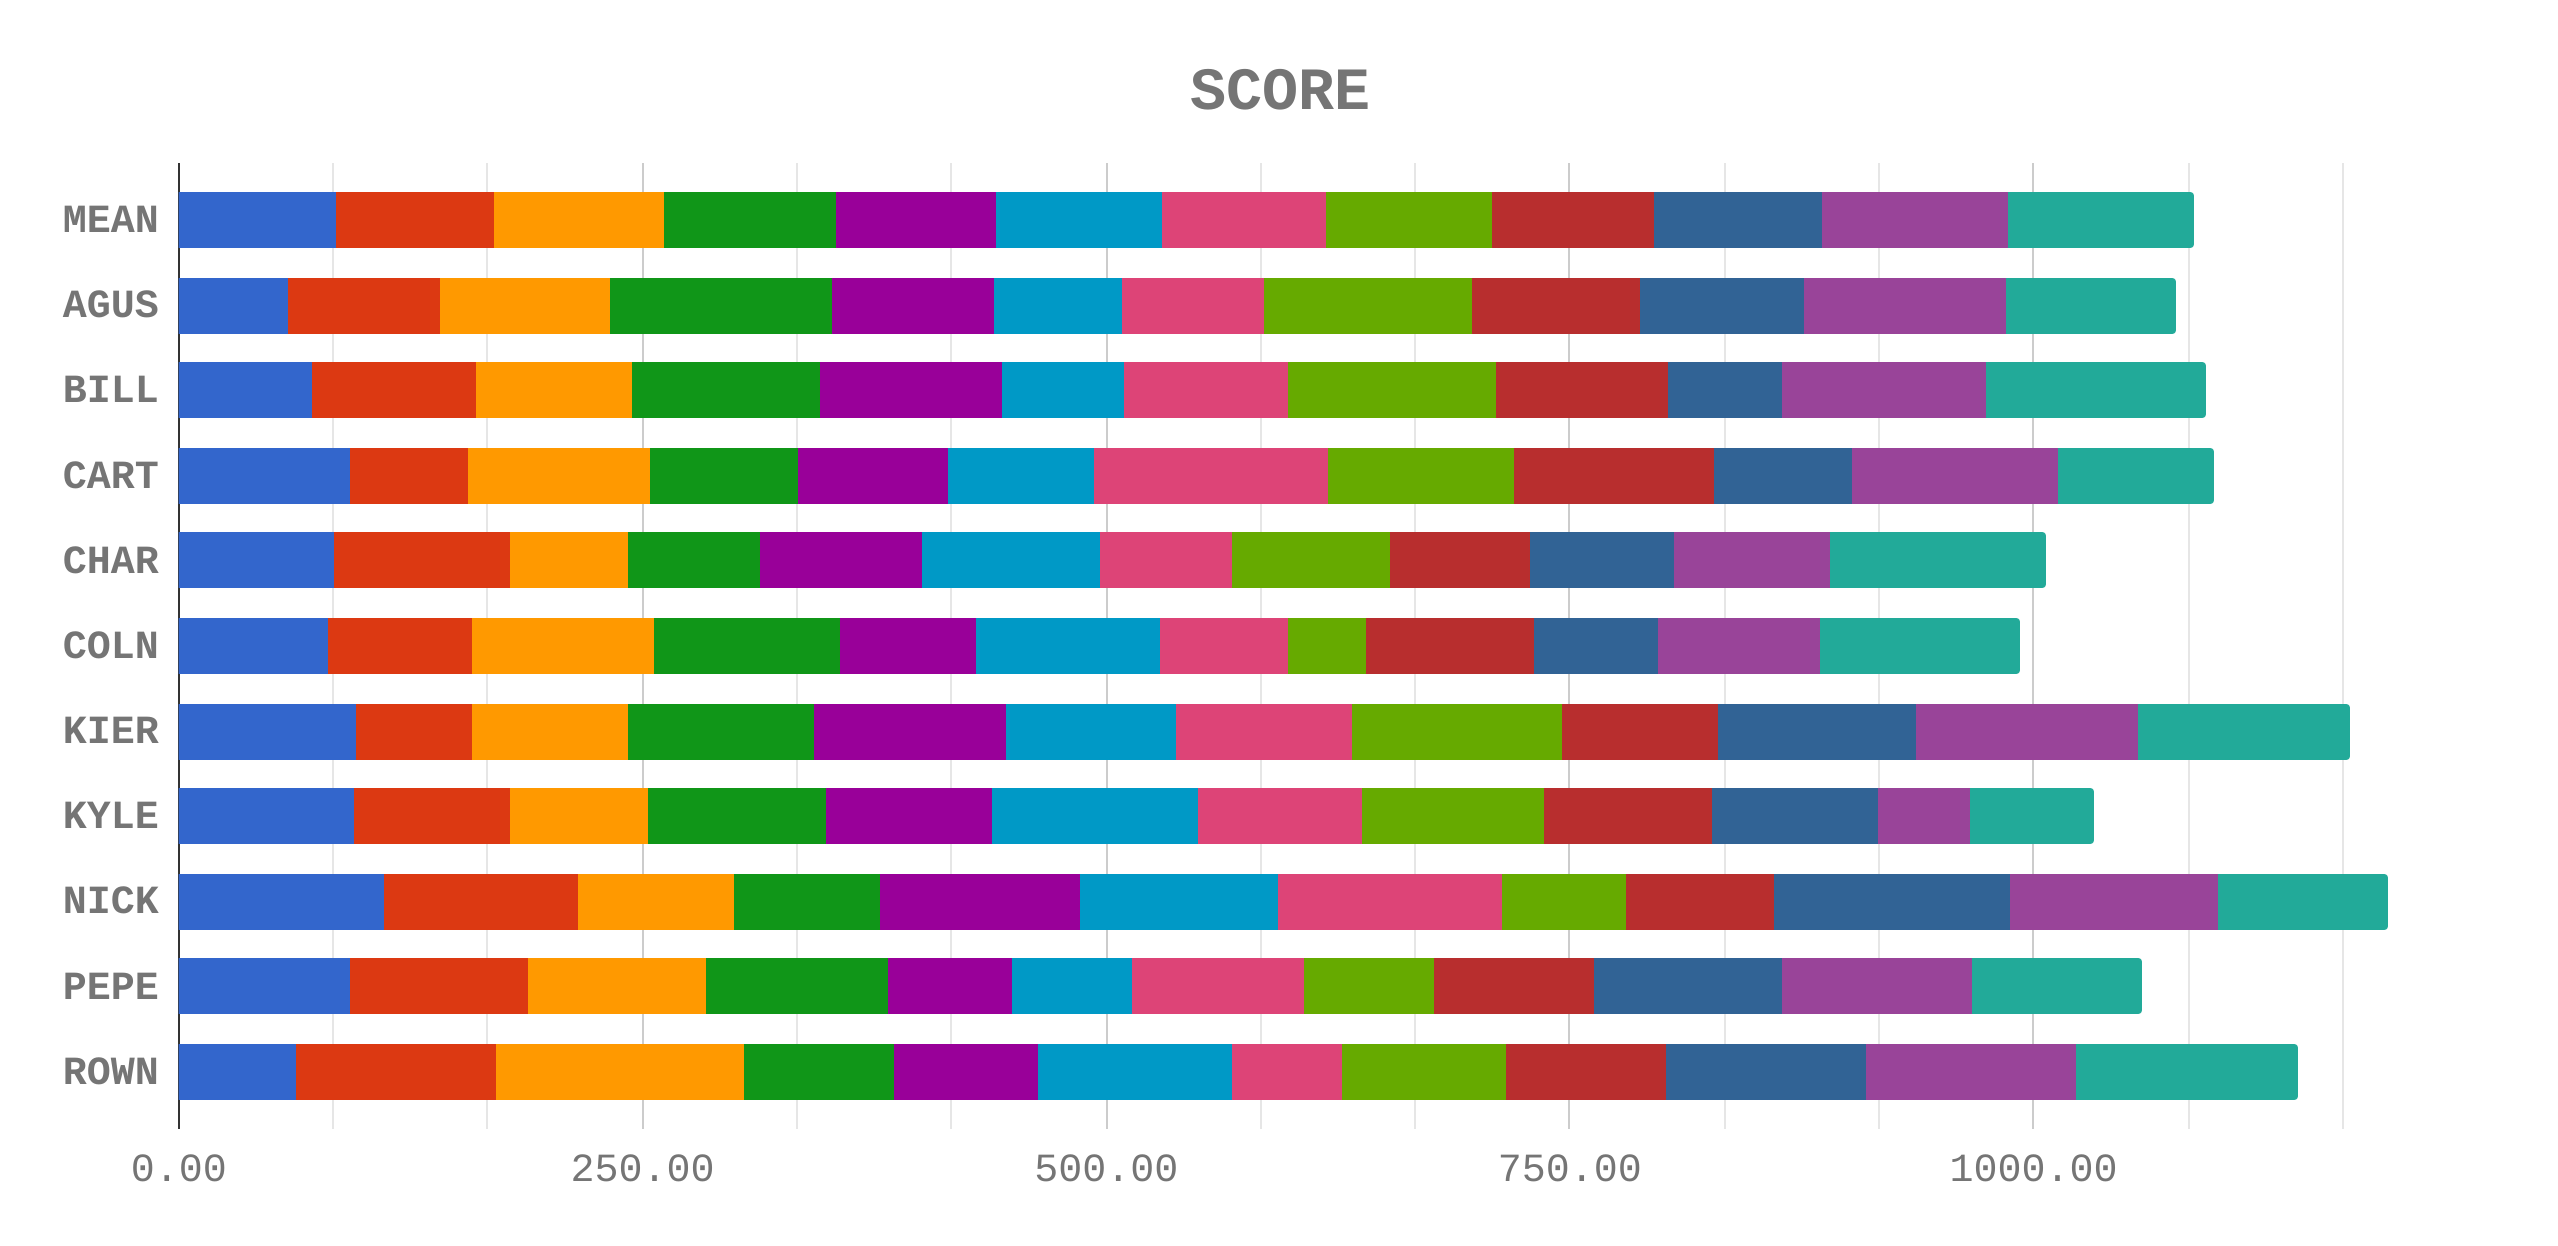 SCORE
MEAN
AGUS
BILL
CART
CHAR
COLN
KIER
KYLE
NICK
PEPE
ROWN
0.00 250.00 500.00 750.00 1000.00